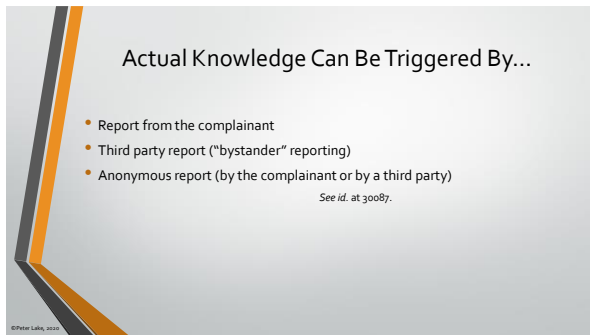 Actual Knowledge Can Be Triggered By…
• Report from the complainant
• Third party report (“bystander” reporting)
• Anonymous report (by the complainant or by a third party)
See id. at 30087.
©Peter Lake, 2020